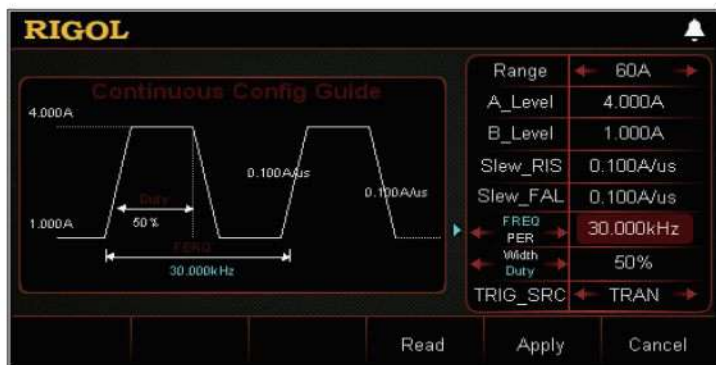 RIGOL
Continuous Config Guide
4.000A
0.100A/us
0.100A/us
Duty
50%
1.000A
FERQ
30.000kHz
Range 60A
A_Level 4.000A
B_Level 1.000A
Slew_RIS 0.100A/us
Slew_FAL 0.100A/us
FREQ
PER
30.000kHz
Width
Duty
50%
TRIG_SRC TRAN
Read Apply Cancel